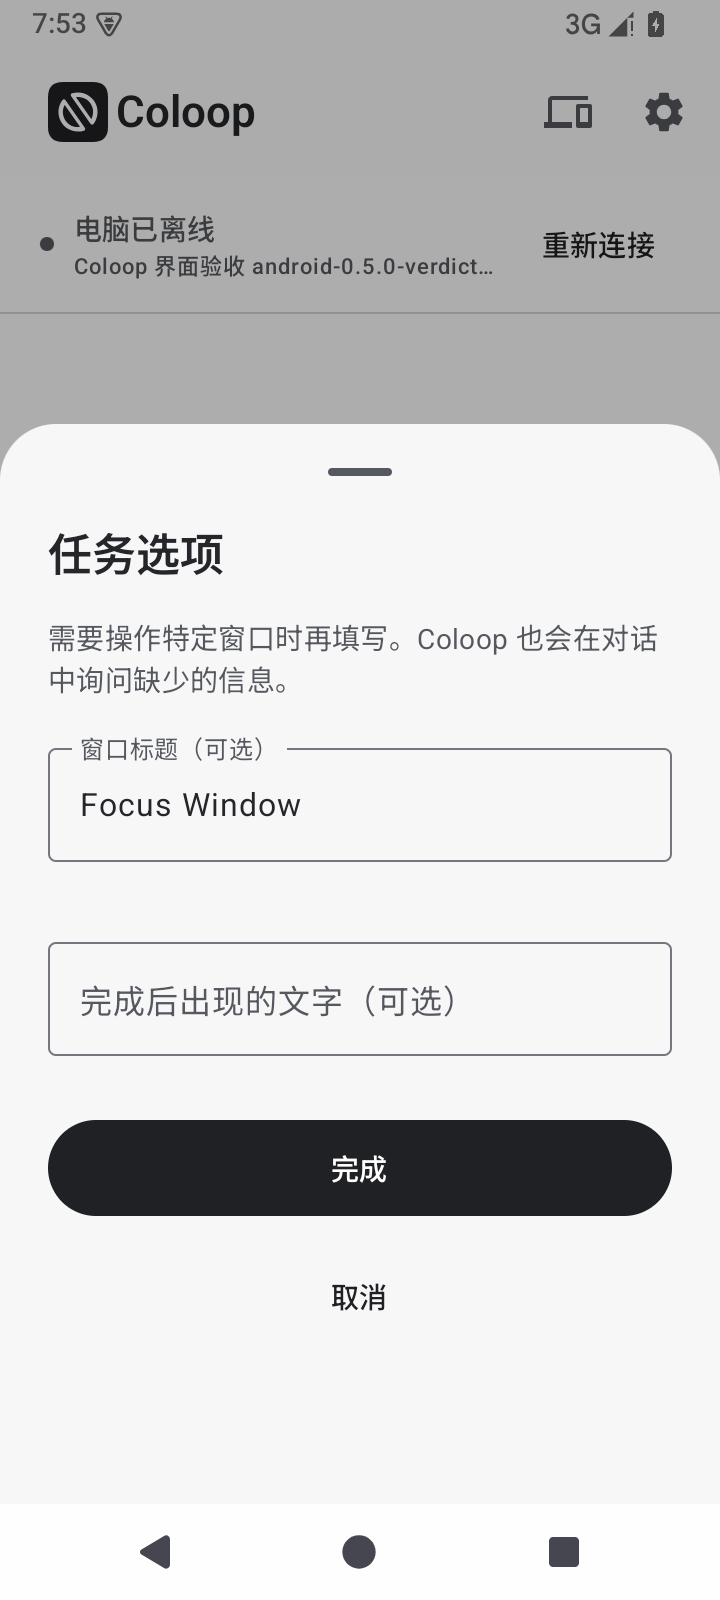 7:53
3G
Coloop
电脑已离线
Coloop 界面验收 android-0.5.0-verdict…
重新连接
任务选项
需要操作特定窗口时再填写。Coloop 也会在对话
中询问缺少的信息。
窗口标题（可选）
Focus Window
完成后出现的文字（可选）
完成
取消